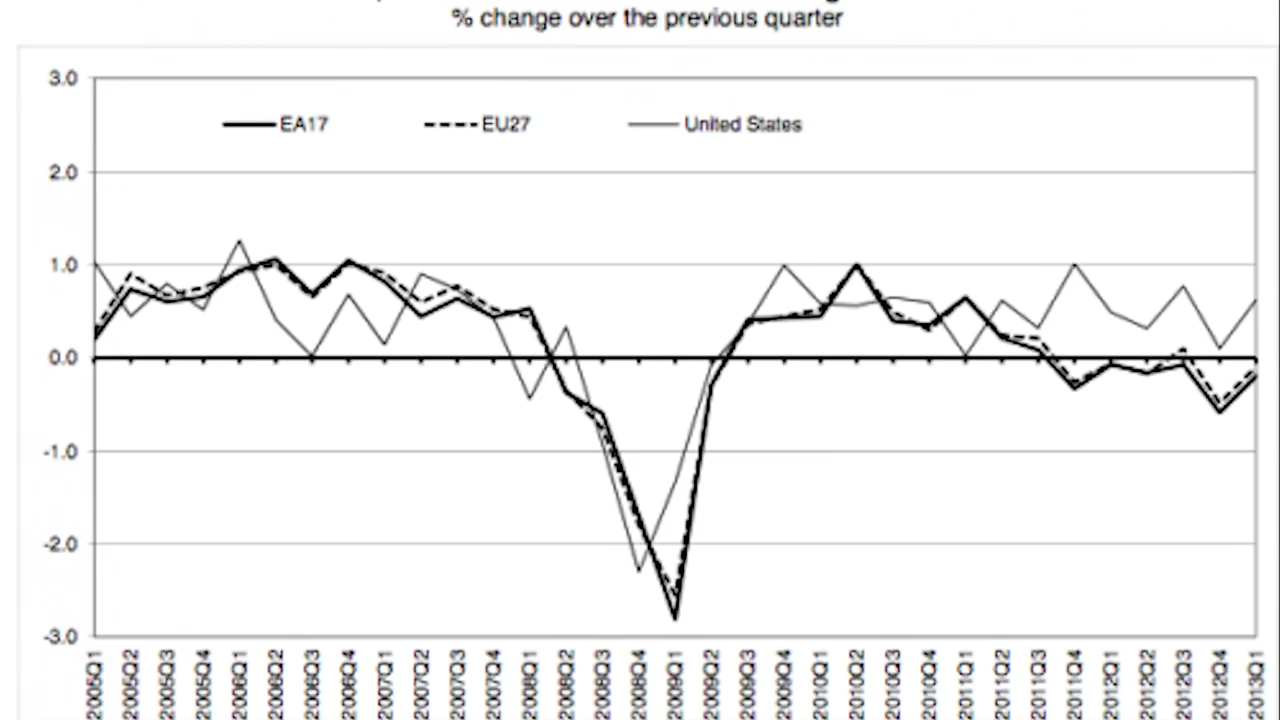 % change over the previous quarter
3.0
EA17 EU27 United States
2.0
1.0
0.0
-1.0
-2.0
-3.0
2005Q1 2005Q2 2005Q3 2005Q4 2006Q1 2006Q2 2006Q3 2006Q4 2007Q1 2007Q2 2007Q3 2007Q4 2008Q1 2008Q2 2008Q3 2008Q4 2009Q1 2009Q2 2009Q3 2009Q4 2010Q1 2010Q2 2010Q3 2010Q4 2011Q1 2011Q2 2011Q3 2011Q4 2012Q1 2012Q2 2012Q3 2012Q4 2013Q1